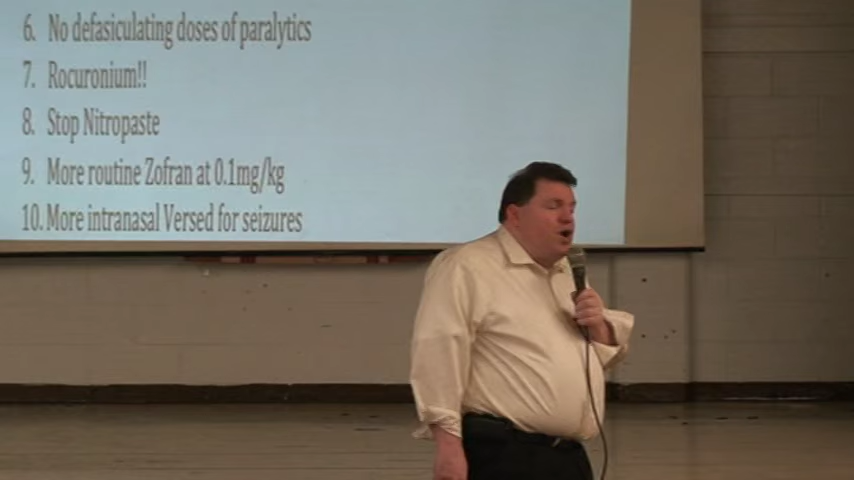 6. No defasiculating doses of paralytics
7. Rocuronium!!
8. Stop Nitropaste
9. More routine Zofran at 0.1mg/kg
10. More intranasal Versed for seizures